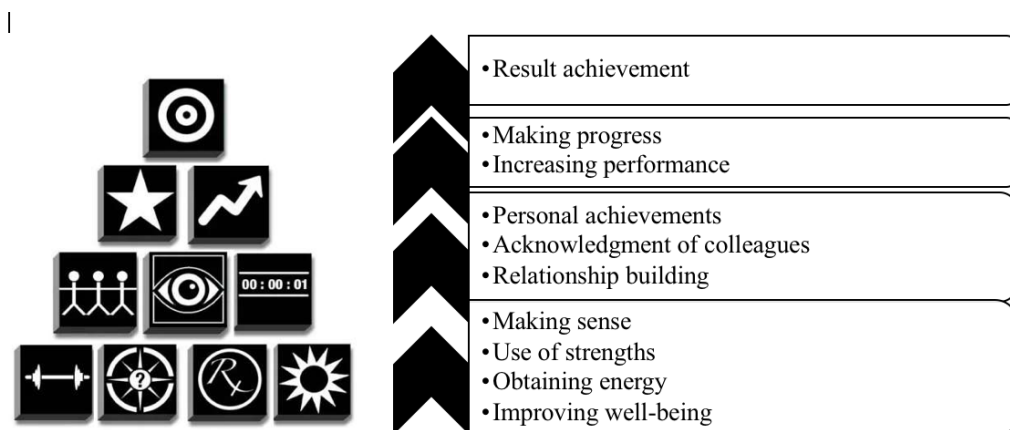 • Result achievement
• Making progress
• Increasing performance
00 : 00 : 01
• Personal achievements
• Acknowledgment of colleagues
• Relationship building
?
Rx
• Making sense
• Use of strengths
• Obtaining energy
• Improving well-being